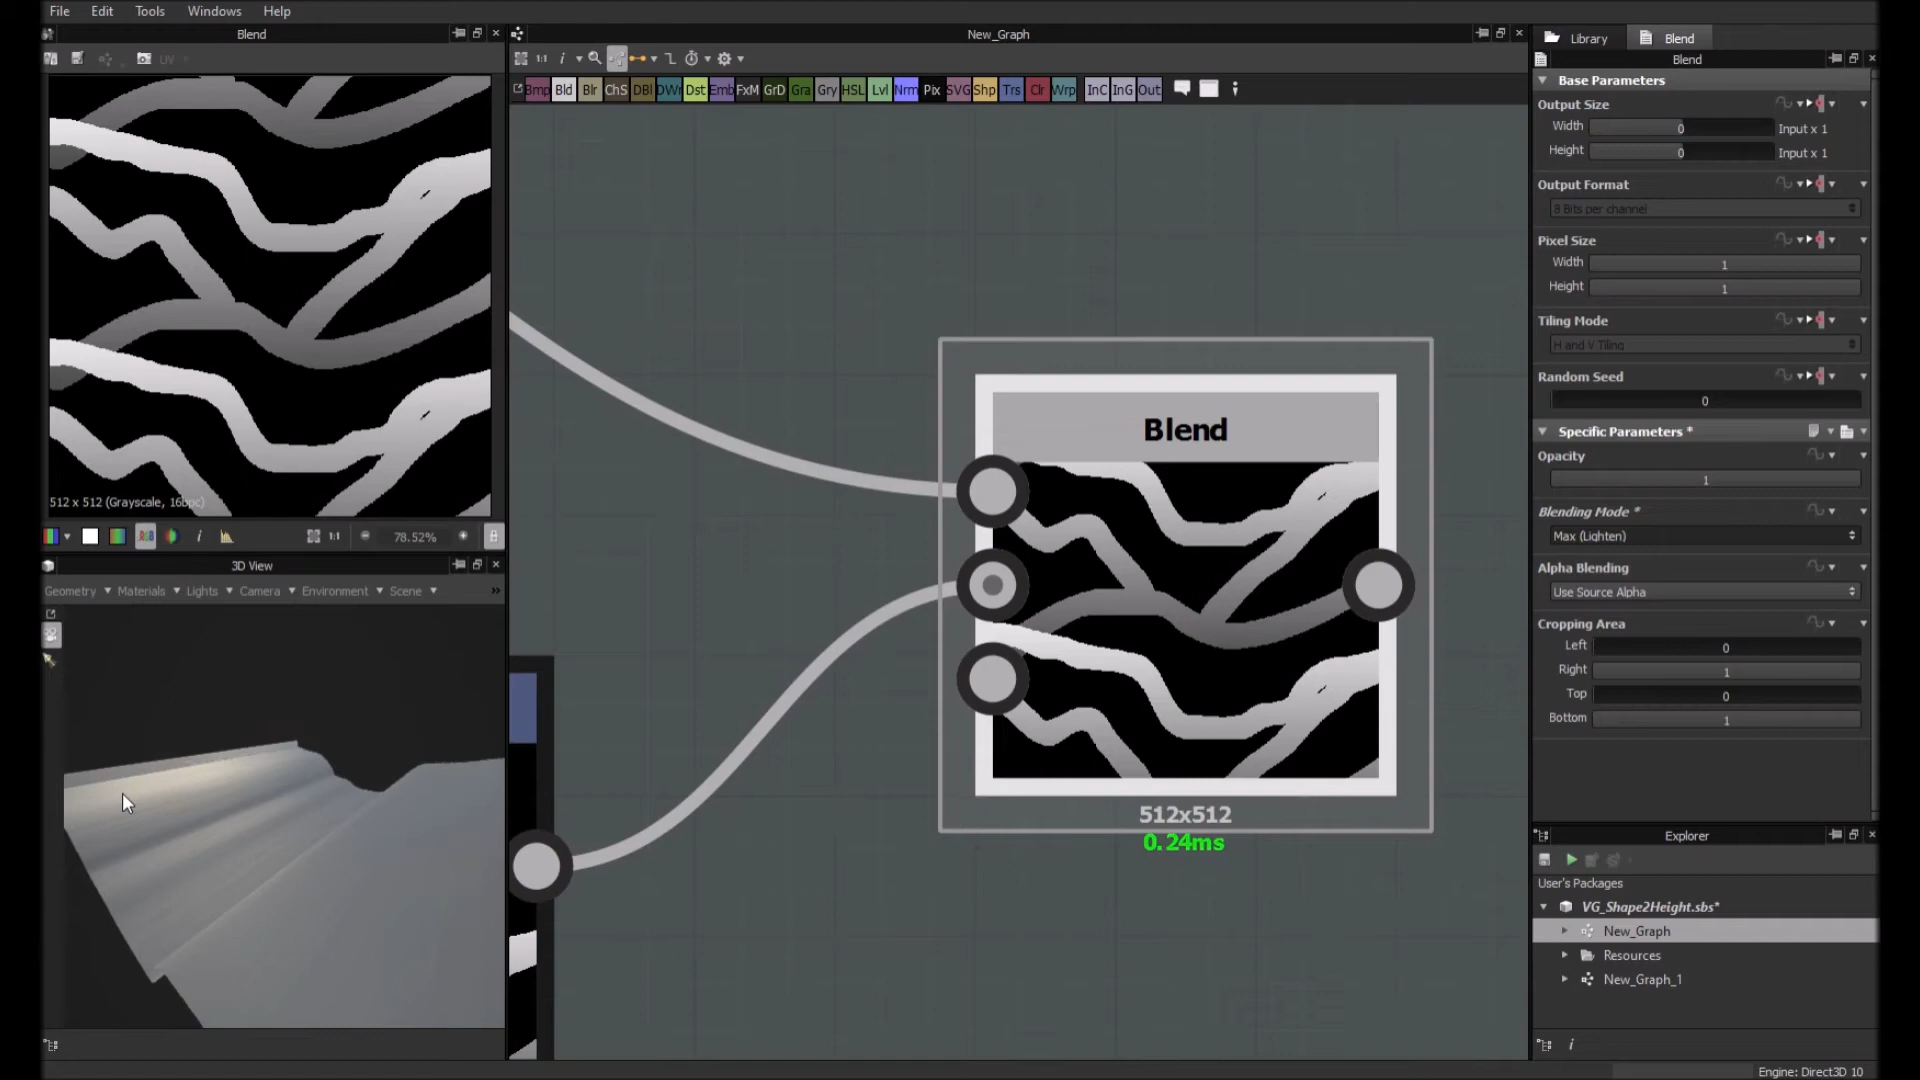 File Edit Tools Windows Help
Blend
UV
512 x 512 (Grayscale, 16bpc)
1:1
78.52%
3D View
Geometry Materials Lights Camera Environment Scene
New_Graph
1:1 i
Bmp Bld Blr ChS DBl DWr Dst Emb FxM GrD Gra Gry HSL Lvl Nrm Pix SVG Shp Trs Clr Wrp InC InG Out
Blend
512x512
0.24ms
Library Blend
Blend
Base Parameters
Output Size
Width 0 Input x 1
Height 0 Input x 1
Output Format
8 Bits per channel
Pixel Size
Width 1
Height 1
Tiling Mode
H and V Tiling
Random Seed
0
Specific Parameters *
Opacity
1
Blending Mode *
Max (Lighten)
Alpha Blending
Use Source Alpha
Cropping Area
Left 0
Right 1
Top 0
Bottom 1
Explorer
User's Packages
VG_Shape2Height.sbs*
New_Graph
Resources
New_Graph_1
Engine: Direct3D 10